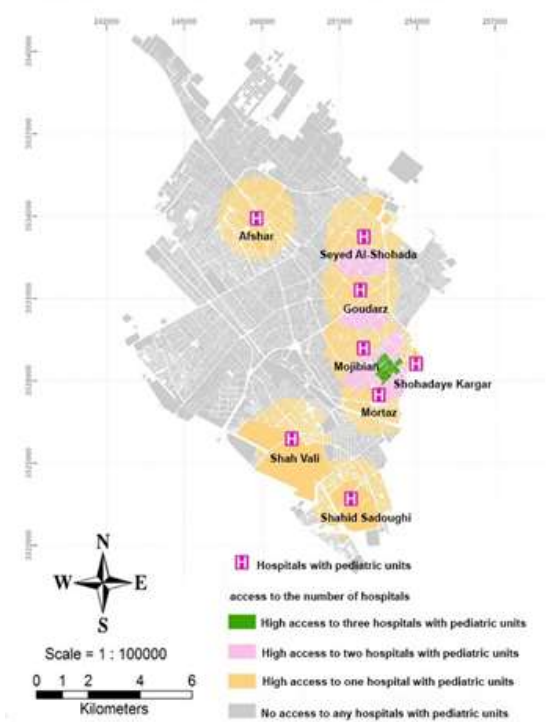 Afshar
Seyed Al-Shohada
Goudarz
Mojibian
Shohadaye Kargar
Mortaz
Shah Vali
Shahid Sadoughi
N
W E
S
Scale = 1 : 100000
0 1 2 4 6
Kilometers
H Hospitals with pediatric units
access to the number of hospitals
High access to three hospitals with pediatric units
High access to two hospitals with pediatric units
High access to one hospital with pediatric units
No access to any hospitals with pediatric units